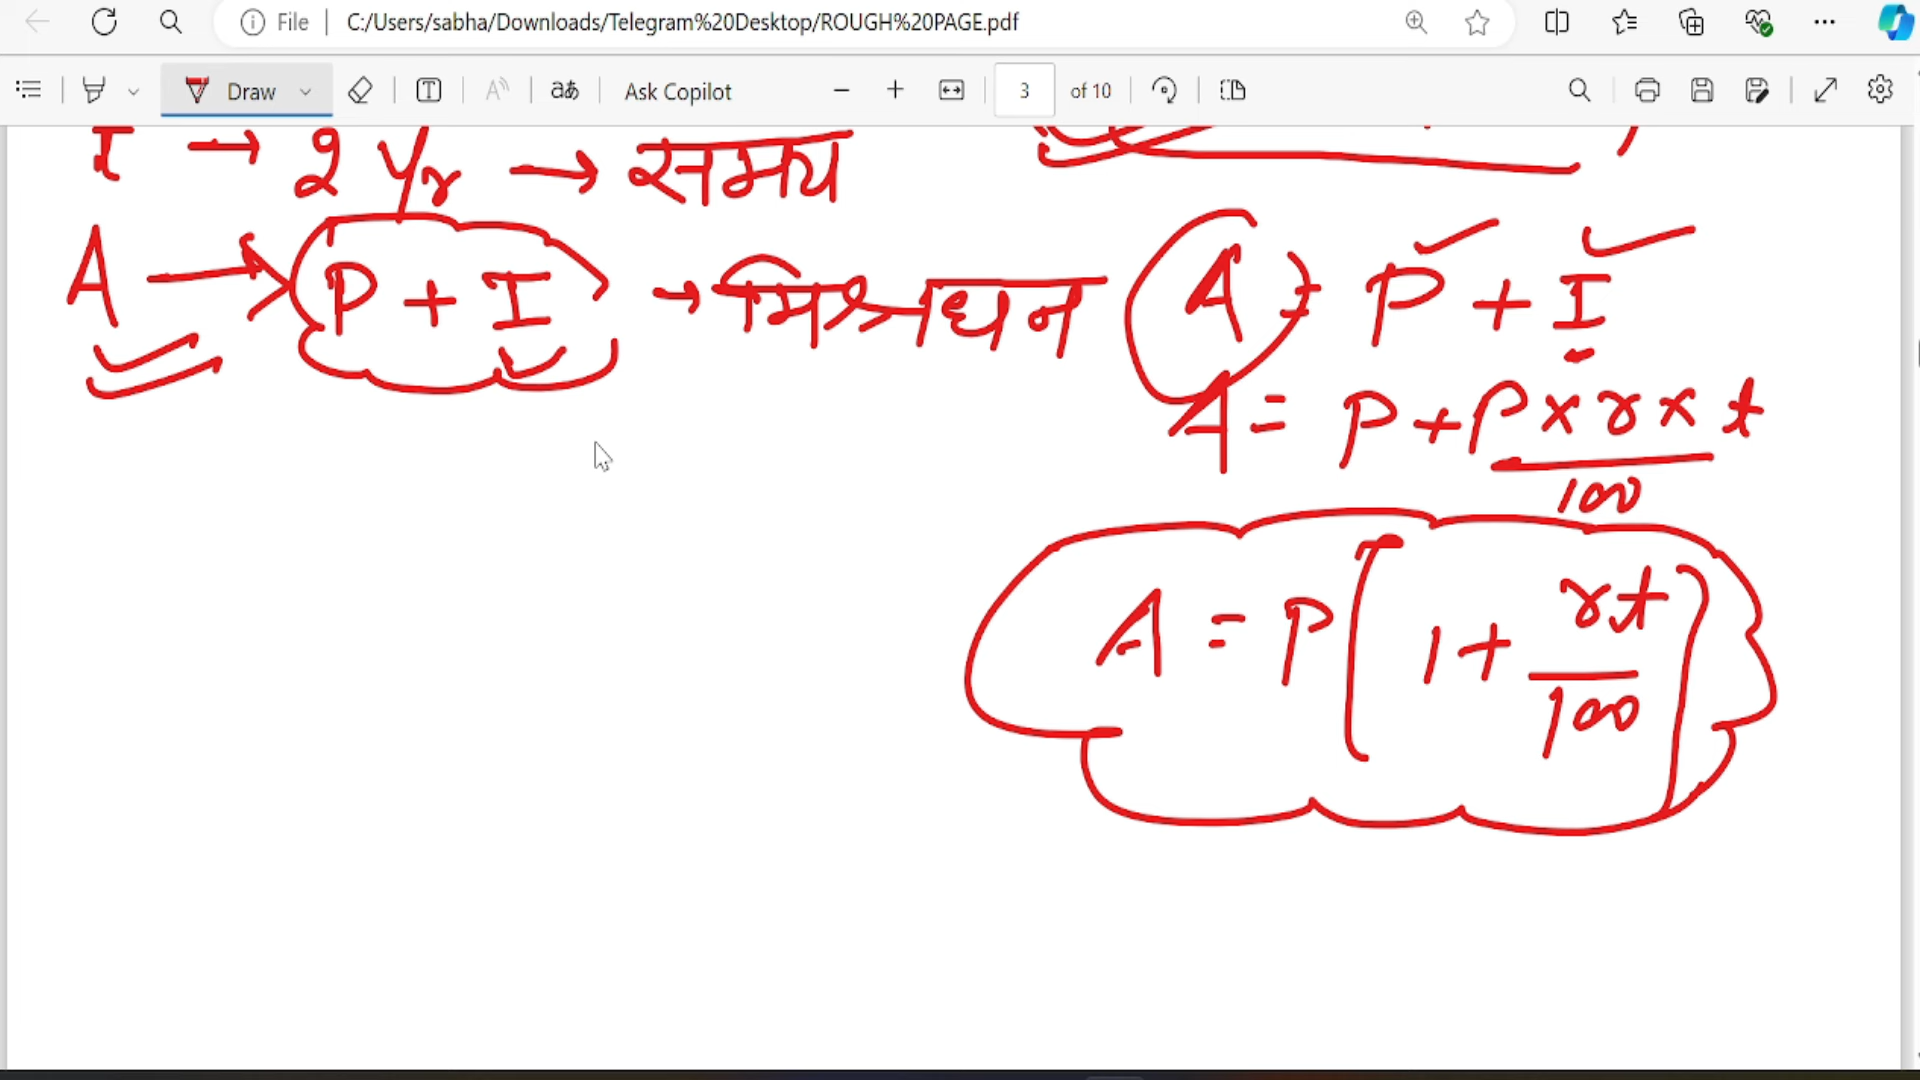 File | C:/Users/sabha/Downloads/Telegram%20Desktop/ROUGH%20PAGE.pdf
Draw Ask Copilot 3 of 10
→ 2 Yr → समय
A → P + I → मिश्रधन
A = P + I
A = P + P × r × t
100
A = P [ 1 + rt
100 ]